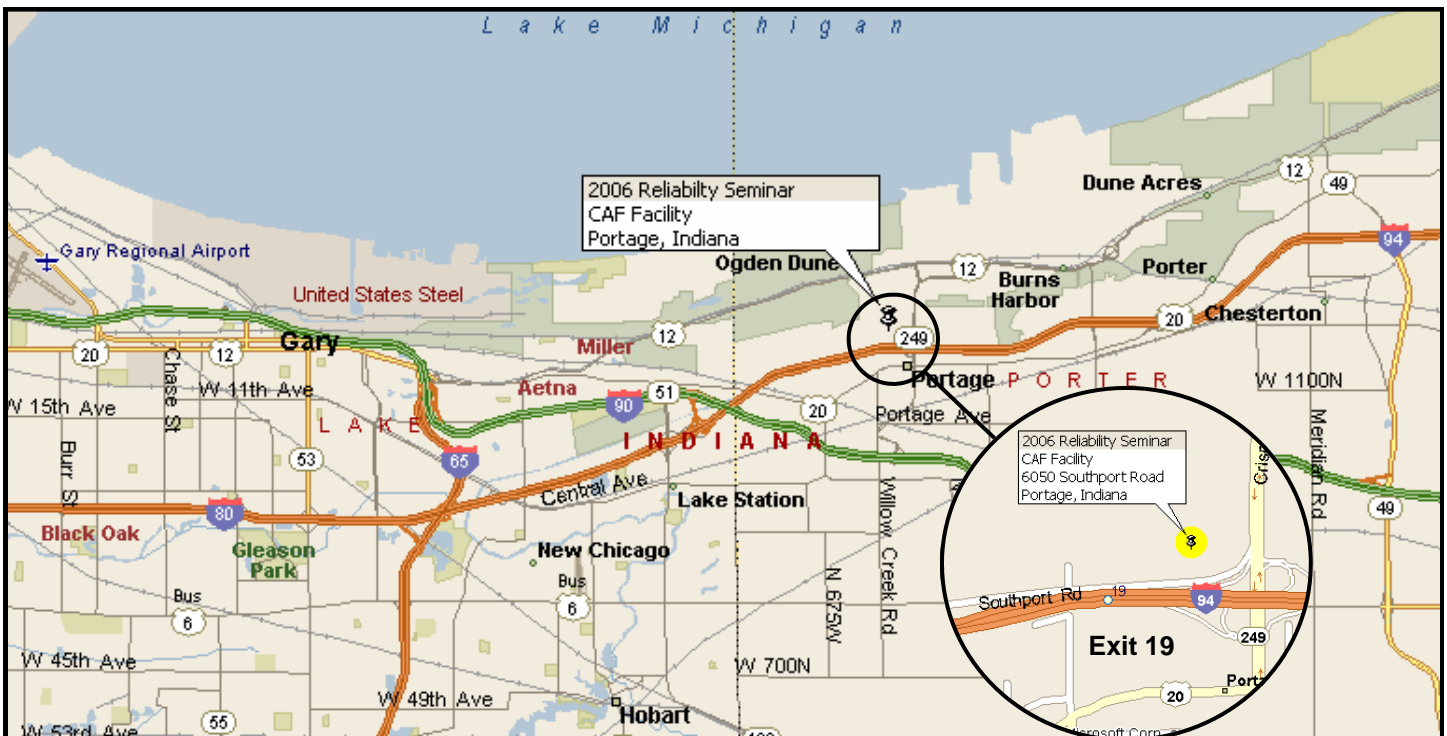 Lake Michigan
2006 Reliabilty Seminar
CAF Facility
Portage, Indiana
12
49
Dune Acres
94
Gary Regional Airport
Ogden Dune
12
Burns
Harbor
Porter
United States Steel
20
Chesterton
Gary
12
Miller
249
20
12
Chase St
W 11th Ave
Aetna
90
51
Portage
PORTER
W 1100N
W 15th Ave
LAKE
20
Portage Ave
INDIANA
Meridian Rd
Burr St
53
65
2006 Reliability Seminar
CAF Facility
6050 Southport Road
Portage, Indiana
Central Ave
Lake Station
Willow Creek Rd
49
80
Black Oak
Gleason
Park
New Chicago
Bus
6
N 675W
Southport Rd
19
94
Exit 19
249
Bus
6
W 45th Ave
W 700N
20
W 49th Ave
Hobart
55
W 53rd Ave
Microsoft Corp